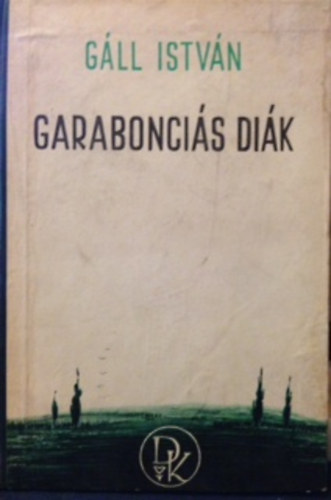 GÁLL ISTVÁN
GARABONCIÁS DIÁK
DK